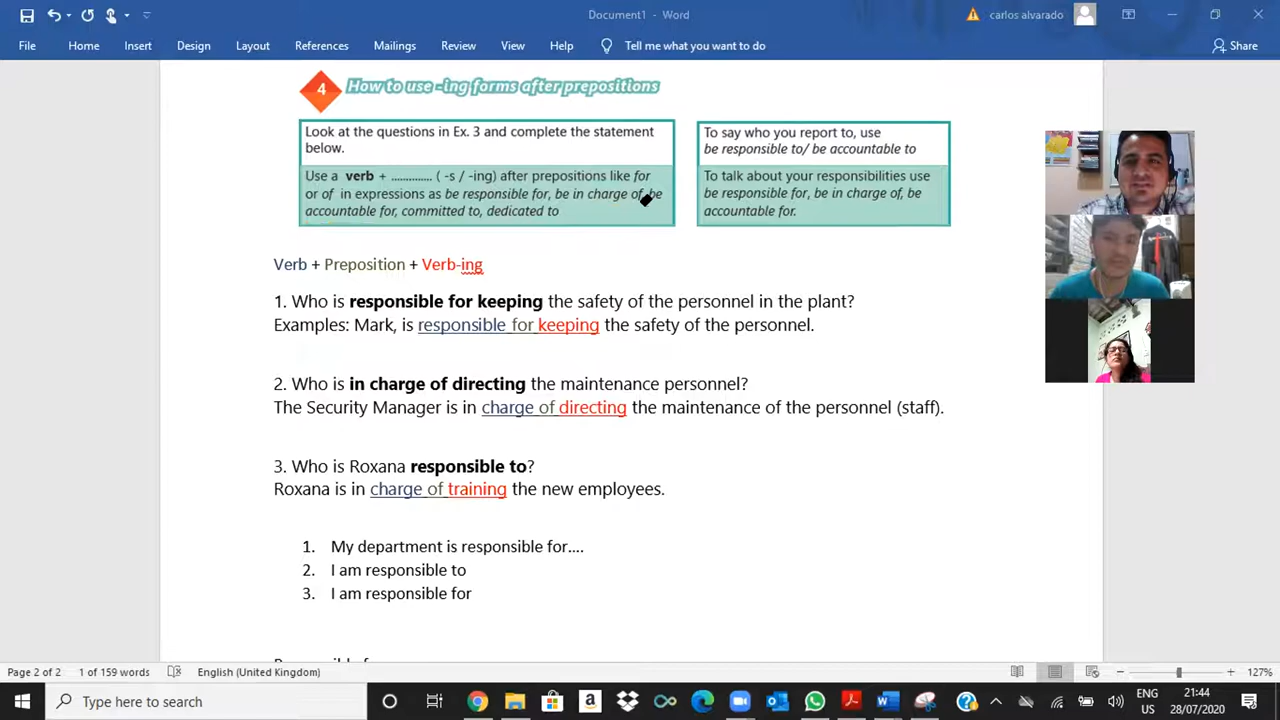 Document1 - Word
carlos alvarado
File Home Insert Design Layout References Mailings Review View Help Tell me what you want to do Share
4 How to use -ing forms after prepositions
Look at the questions in Ex. 3 and complete the statement
below.
Use a verb + .............. ( -s / -ing) after prepositions like for
or of in expressions as be responsible for, be in charge of, be
accountable for, committed to, dedicated to
To say who you report to, use
be responsible to/ be accountable to
To talk about your responsibilities use
be responsible for, be in charge of, be
accountable for.
Verb + Preposition + Verb-ing
1. Who is responsible for keeping the safety of the personnel in the plant?
Examples: Mark, is responsible for keeping the safety of the personnel.
2. Who is in charge of directing the maintenance personnel?
The Security Manager is in charge of directing the maintenance of the personnel (staff).
3. Who is Roxana responsible to?
Roxana is in charge of training the new employees.
1. My department is responsible for....
2. I am responsible to
3. I am responsible for
Page 2 of 2 1 of 159 words English (United Kingdom) 127%
Type here to search
ENG 21:44
US 28/07/2020